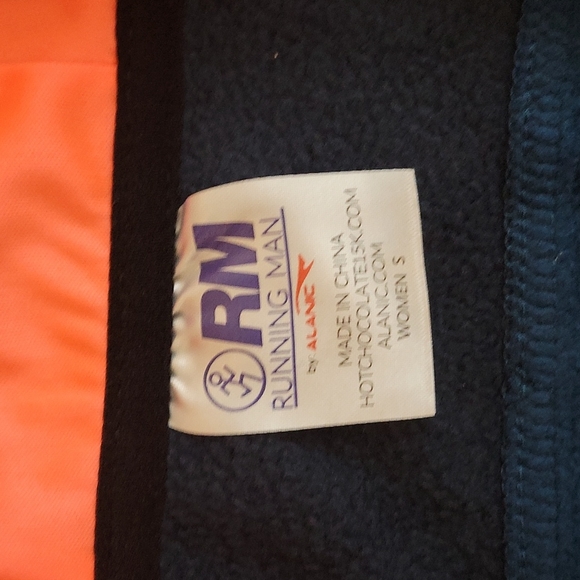 RM
RUNNING MAN
by: ALANIC
MADE IN CHINA
HOTCHOCOLATE15K.COM
ALANIC.COM
WOMEN S